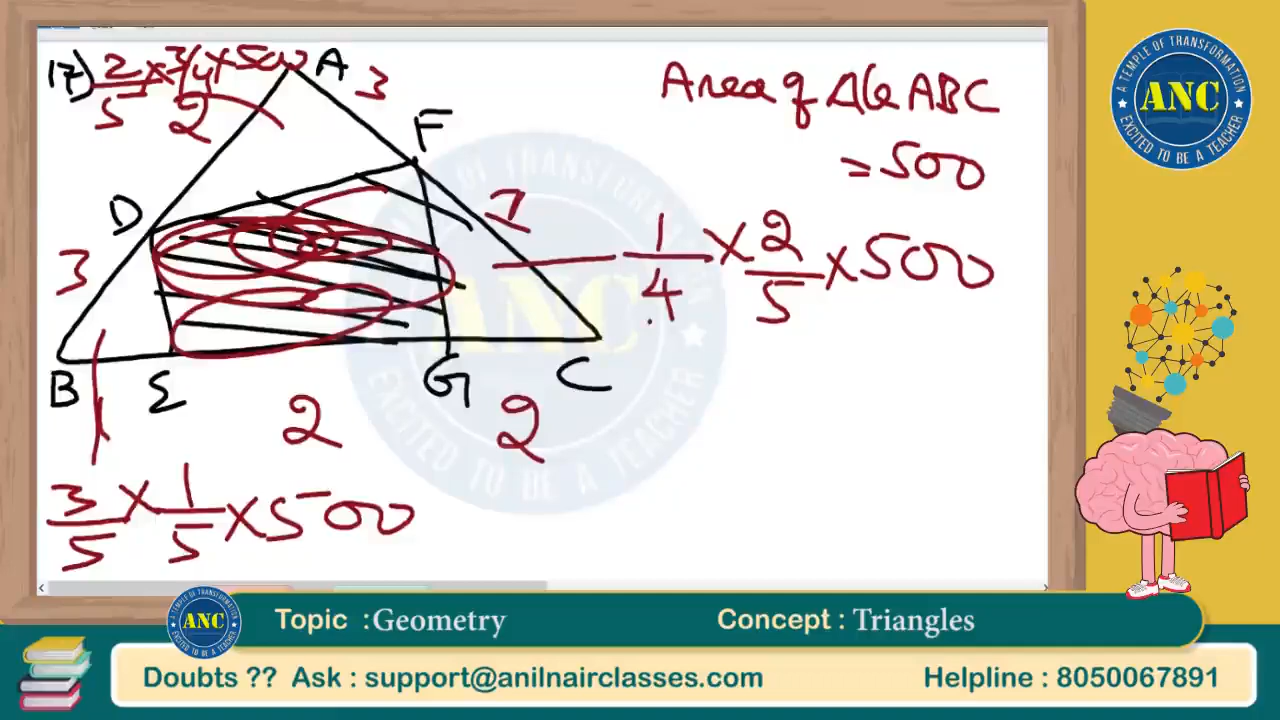 17) 2/5 × 3/4 × 500
A
3
F
2
D
3
1
B
E
G
C
1
2
2
3/5 × 1/5 × 500
Area of Δle ABC
= 500
1/4 × 2/5 × 500
A TEMPLE OF TRANSFORMATION
ANC
EXCITED TO BE A TEACHER
Topic : Geometry
Concept : Triangles
Doubts ?? Ask : support@anilnairclasses.com
Helpline : 8050067891